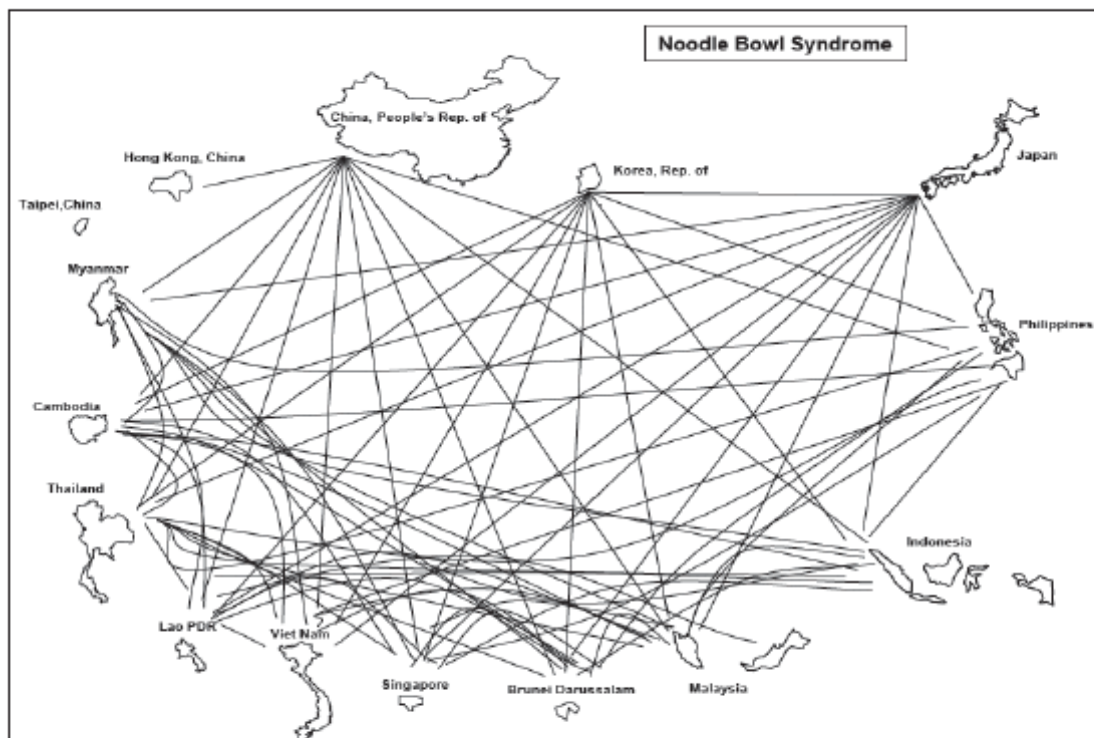 Noodle Bowl Syndrome
China, People's Rep. of
Hong Kong, China
Korea, Rep. of
Japan
Taipei,China
Myanmar
Philippines
Cambodia
Thailand
Indonesia
Lao PDR
Viet Nam
Singapore
Brunei Darussalam
Malaysia